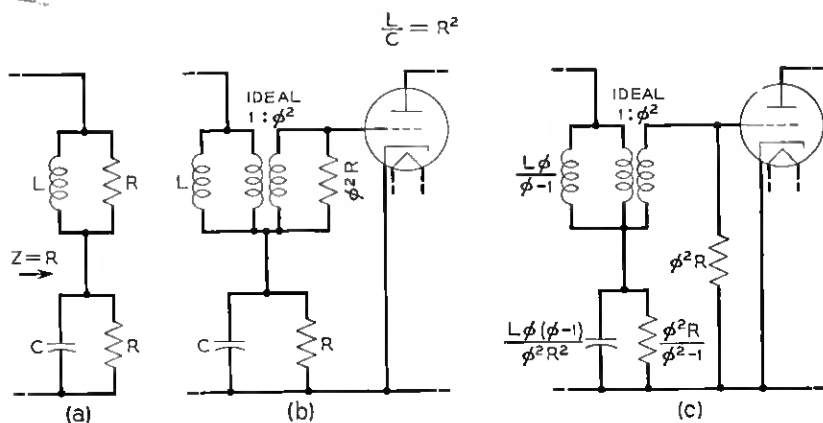 L/C = R²
L
R
Z=R
C
R
(a)
IDEAL
1:ϕ²
L
ϕ²R
C
R
(b)
IDEAL
1:ϕ²
Lϕ/ϕ-1
ϕ²R
Lϕ(ϕ-1)/ϕ²R²
ϕ²R/ϕ²-1
(c)